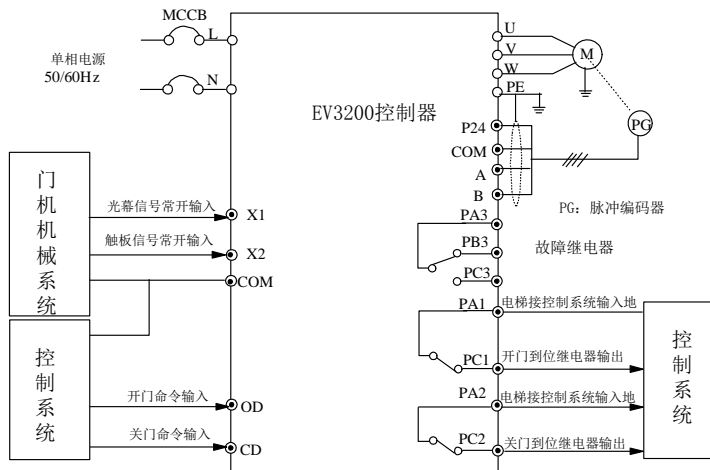 MCCB
L
单相电源
50/60Hz
N
EV3200控制器
U
V
W
PE
M
PG
P24
COM
A
B
PG：脉冲编码器
门机机械系统
光幕信号常开输入
X1
触板信号常开输入
X2
COM
PA3
PB3
故障继电器
PC3
PA1
电梯接控制系统输入地
PC1
开门到位继电器输出
PA2
电梯接控制系统输入地
PC2
关门到位继电器输出
控制系统
控制系统
开门命令输入
OD
关门命令输入
CD